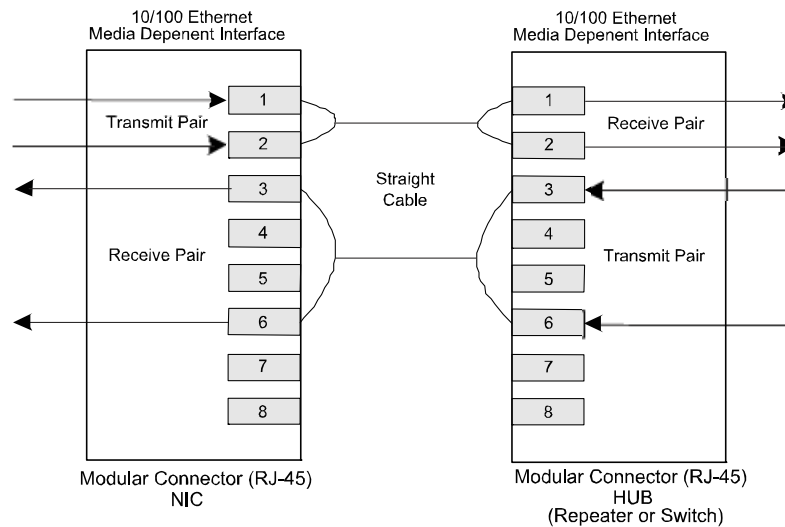 10/100 Ethernet
Media Depenent Interface
10/100 Ethernet
Media Depenent Interface
1
Transmit Pair
2
3
4
Receive Pair
5
6
7
8
Straight
Cable
1
Receive Pair
2
3
4
Transmit Pair
5
6
7
8
Modular Connector (RJ-45)
NIC
Modular Connector (RJ-45)
HUB
(Repeater or Switch)